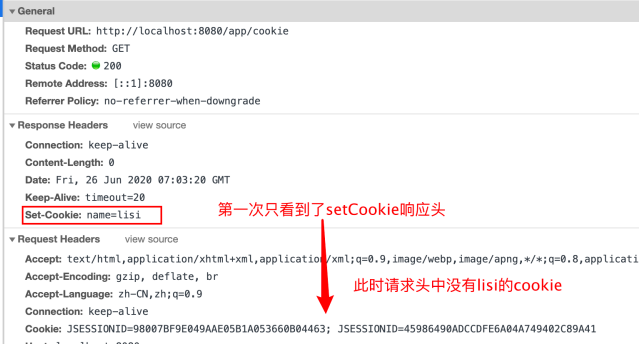 General
Request URL: http://localhost:8080/app/cookie
Request Method: GET
Status Code: 200
Remote Address: [::1]:8080
Referrer Policy: no-referrer-when-downgrade
Response Headers view source
Connection: keep-alive
Content-Length: 0
Date: Fri, 26 Jun 2020 07:03:20 GMT
Keep-Alive: timeout=20
Set-Cookie: name=lisi
第一次只看到了setCookie响应头
Request Headers view source
Accept: text/html,application/xhtml+xml,application/xml;q=0.9,image/webp,image/apng,*/*;q=0.8,applicati
Accept-Encoding: gzip, deflate, br
Accept-Language: zh-CN,zh;q=0.9
此时请求头中没有lisi的cookie
Connection: keep-alive
Cookie: JSESSIONID=98007BF9E049AAE05B1A053660B04463; JSESSIONID=45986490ADCCDFE6A04A749402C89A41